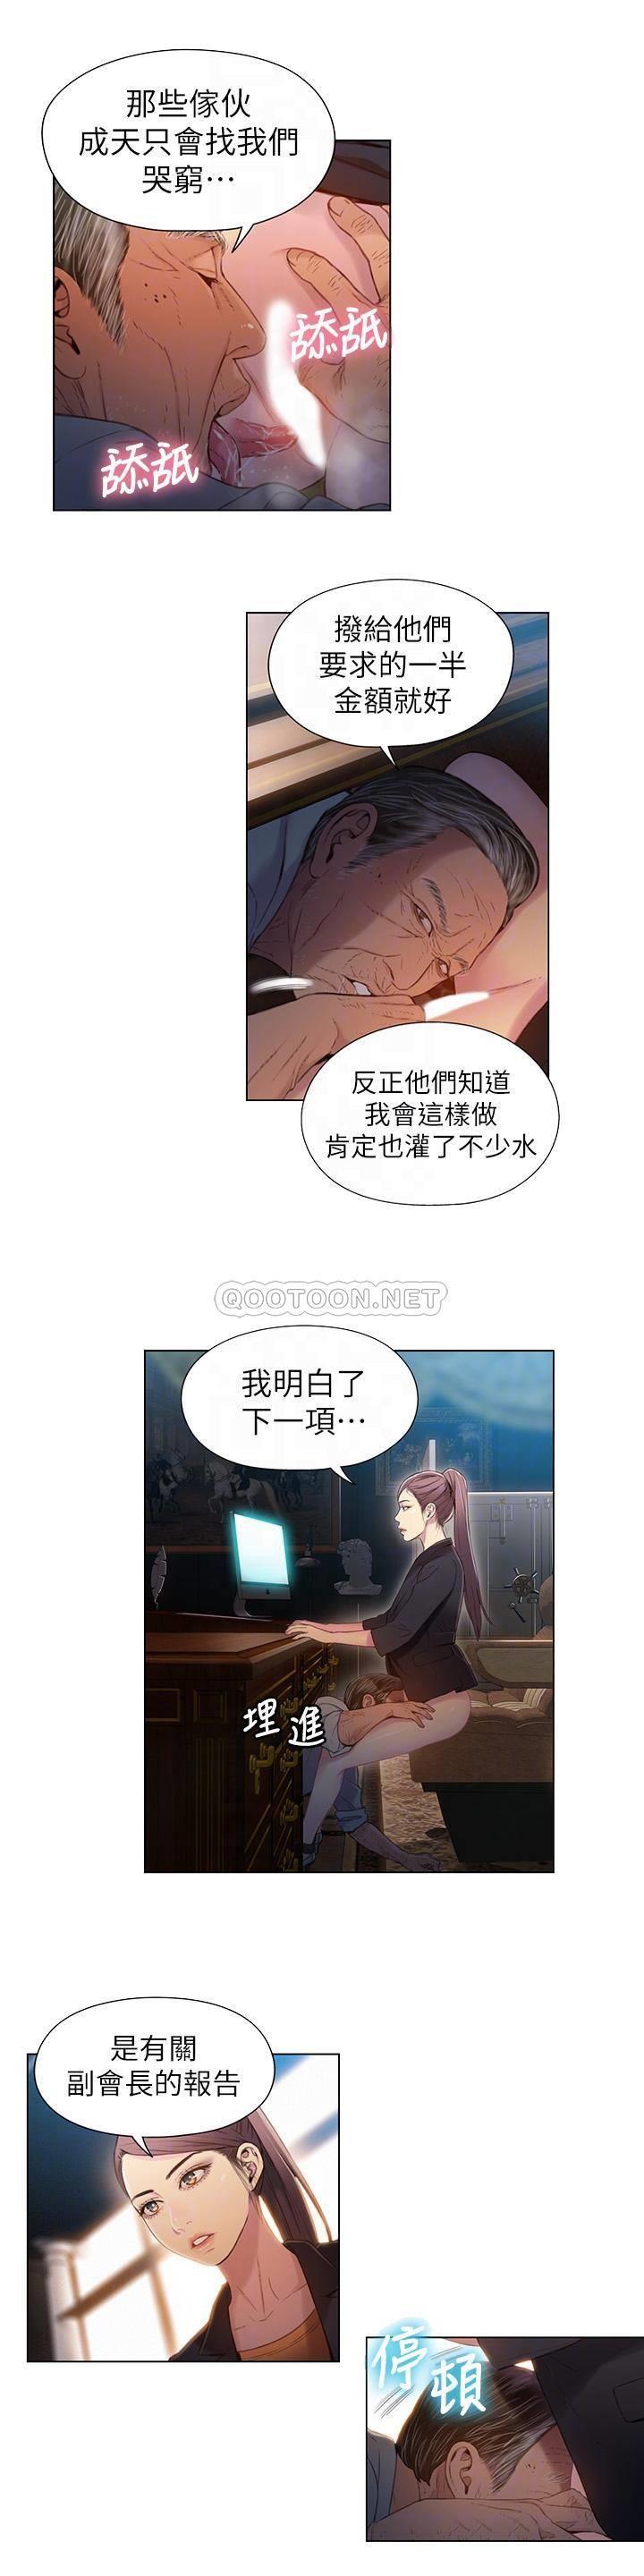 那些傢伙
成天只會找我們
哭窮…
舔舐
舔舐
撥給他們
要求的一半
金額就好
反正他們知道
我會這樣做
肯定也灌了不少水
QOOTOON.NET
我明白了
下一項…
埋進
是有關
副會長的報告
停頓